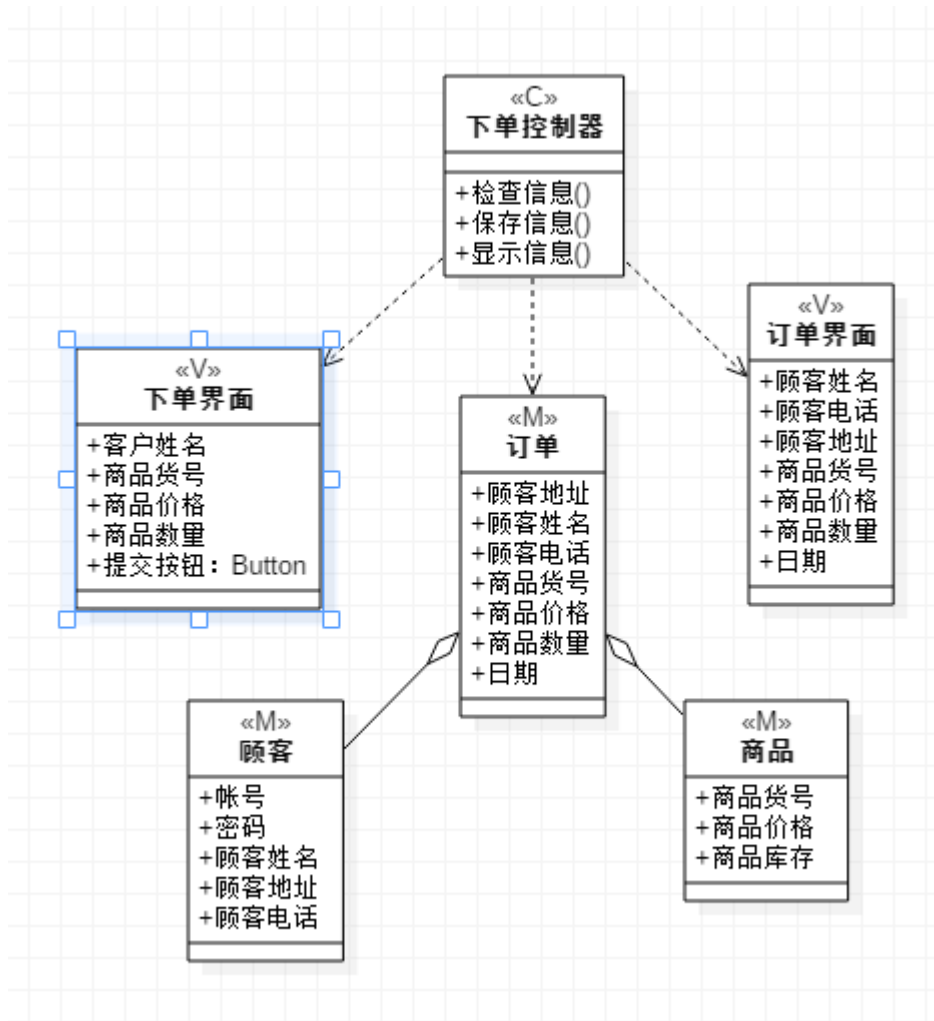 «C»
下单控制器
+检查信息()
+保存信息()
+显示信息()
«V»
下单界面
+客户姓名
+商品货号
+商品价格
+商品数量
+提交按钮：Button
«M»
订单
+顾客地址
+顾客姓名
+顾客电话
+商品货号
+商品价格
+商品数量
+日期
«V»
订单界面
+顾客姓名
+顾客电话
+顾客地址
+商品货号
+商品价格
+商品数量
+日期
«M»
顾客
+帐号
+密码
+顾客姓名
+顾客地址
+顾客电话
«M»
商品
+商品货号
+商品价格
+商品库存